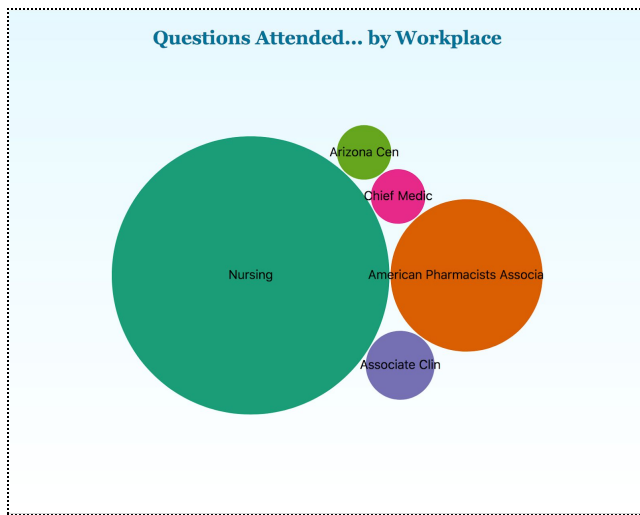 Questions Attended... by Workplace
Arizona Cen
Chief Medic
Nursing
American Pharmacists Associa
Associate Clin